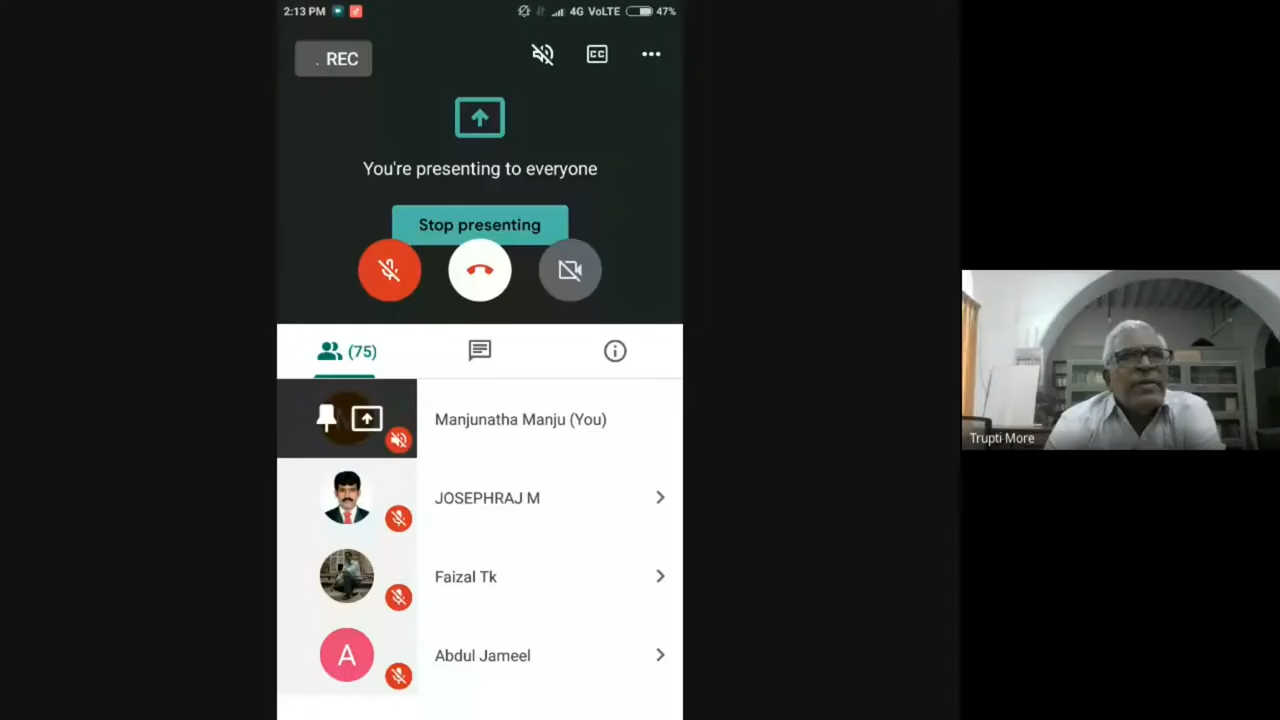 2:13 PM 4G VoLTE 47%
. REC
CC
You're presenting to everyone
Stop presenting
(75)
Manjunatha Manju (You)
JOSEPHRAJ M
Faizal Tk
A Abdul Jameel
Trupti More